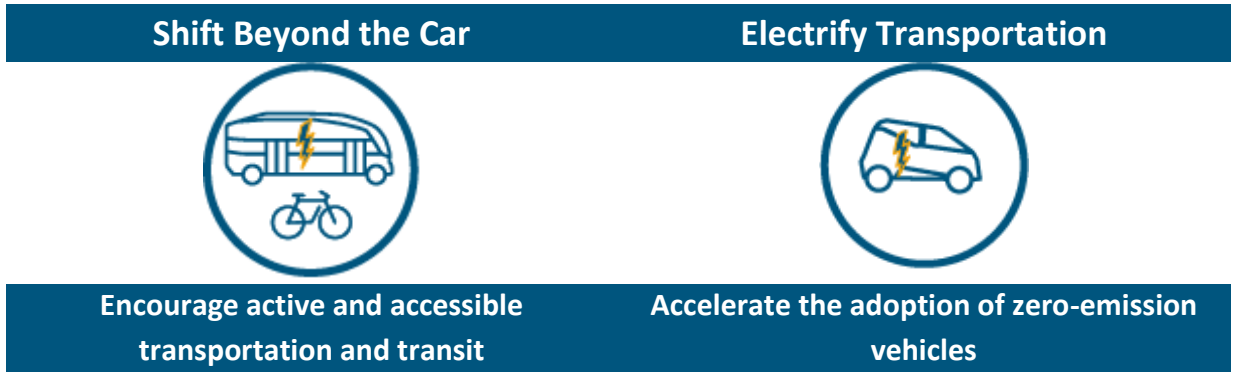 Shift Beyond the Car
Electrify Transportation
Encourage active and accessible
transportation and transit
Accelerate the adoption of zero-emission
vehicles